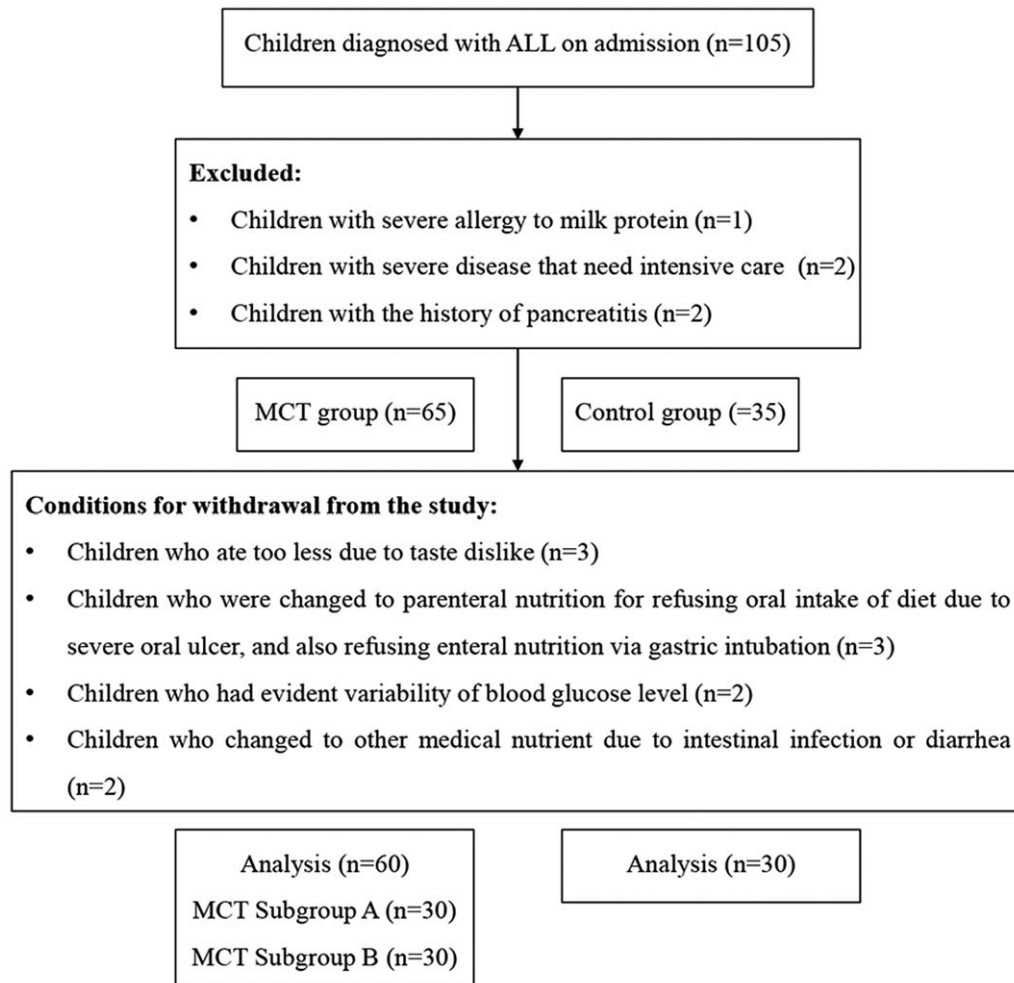 Children diagnosed with ALL on admission (n=105)
Excluded:
• Children with severe allergy to milk protein (n=1)
• Children with severe disease that need intensive care (n=2)
• Children with the history of pancreatitis (n=2)
MCT group (n=65)
Control group (=35)
Conditions for withdrawal from the study:
• Children who ate too less due to taste dislike (n=3)
• Children who were changed to parenteral nutrition for refusing oral intake of diet due to
severe oral ulcer, and also refusing enteral nutrition via gastric intubation (n=3)
• Children who had evident variability of blood glucose level (n=2)
• Children who changed to other medical nutrient due to intestinal infection or diarrhea
(n=2)
Analysis (n=60)
MCT Subgroup A (n=30)
MCT Subgroup B (n=30)
Analysis (n=30)